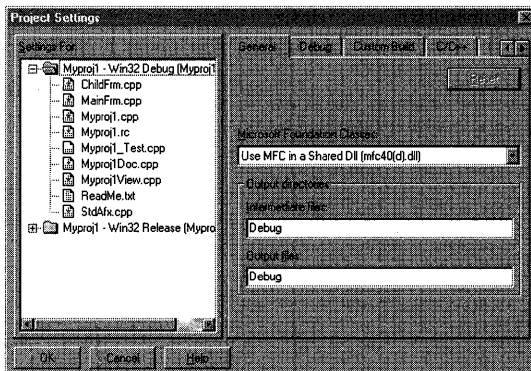 Project Settings
Settings For:
Myproj1 - Win32 Debug (Myproj1
ChildFrm.cpp
MainFrm.cpp
Myproj1.cpp
Myproj1.rc
Myproj1_Test.cpp
Myproj1Doc.cpp
Myproj1View.cpp
ReadMe.txt
StdAfx.cpp
Myproj1 - Win32 Release (Mypro
General
Debug
Custom Build
C/C++
Reset
Microsoft Foundation Classes:
Use MFC in a Shared Dll (mfc40(d).dll)
Output directories
Intermediate files:
Debug
Output files:
Debug
OK
Cancel
Help